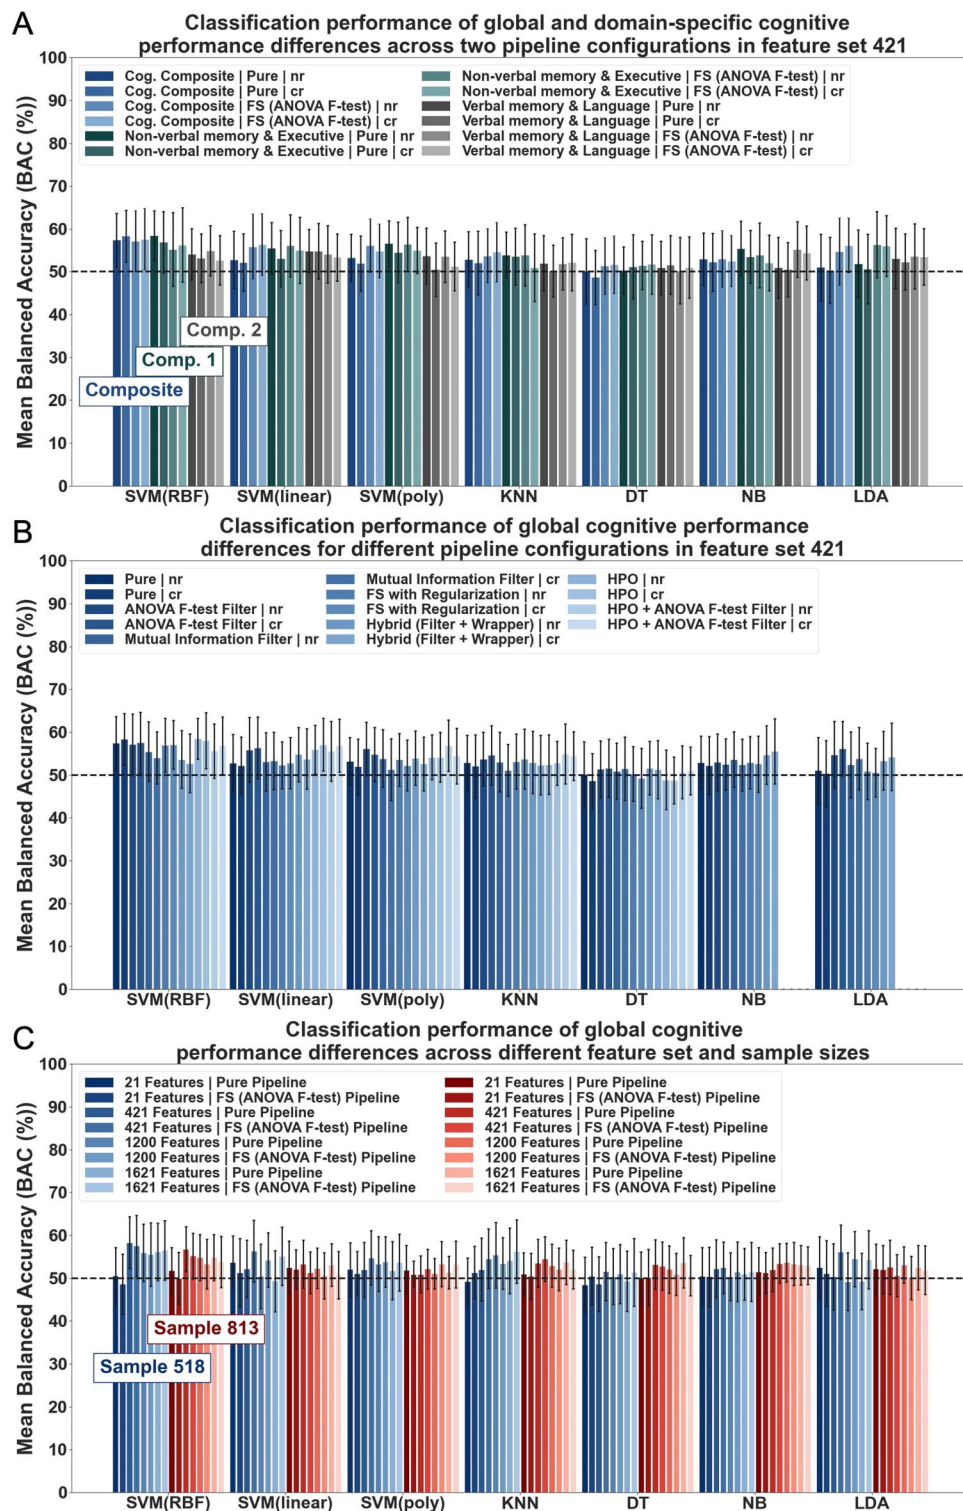 A
Classification performance of global and domain-specific cognitive
performance differences across two pipeline configurations in feature set 421
Mean Balanced Accuracy (BAC (%))
100
90
80
70
60
50
40
30
20
10
0
Cog. Composite | Pure | nr
Cog. Composite | Pure | cr
Cog. Composite | FS (ANOVA F-test) | nr
Cog. Composite | FS (ANOVA F-test) | cr
Non-verbal memory & Executive | Pure | nr
Non-verbal memory & Executive | Pure | cr
Non-verbal memory & Executive | FS (ANOVA F-test) | nr
Non-verbal memory & Executive | FS (ANOVA F-test) | cr
Verbal memory & Language | Pure | nr
Verbal memory & Language | Pure | cr
Verbal memory & Language | FS (ANOVA F-test) | nr
Verbal memory & Language | FS (ANOVA F-test) | cr
Comp. 2
Comp. 1
Composite
SVM(RBF) SVM(linear) SVM(poly) KNN DT NB LDA
B
Classification performance of global cognitive performance
differences for different pipeline configurations in feature set 421
Mean Balanced Accuracy (BAC (%))
100
90
80
70
60
50
40
30
20
10
0
Pure | nr
Pure | cr
ANOVA F-test Filter | nr
ANOVA F-test Filter | cr
Mutual Information Filter | nr
Mutual Information Filter | cr
FS with Regularization | nr
FS with Regularization | cr
Hybrid (Filter + Wrapper) | nr
Hybrid (Filter + Wrapper) | cr
HPO | nr
HPO | cr
HPO + ANOVA F-test Filter | nr
HPO + ANOVA F-test Filter | cr
SVM(RBF) SVM(linear) SVM(poly) KNN DT NB LDA
C
Classification performance of global cognitive
performance differences across different feature set and sample sizes
Mean Balanced Accuracy (BAC (%))
100
90
80
70
60
50
40
30
20
10
0
21 Features | Pure Pipeline
21 Features | FS (ANOVA F-test) Pipeline
421 Features | Pure Pipeline
421 Features | FS (ANOVA F-test) Pipeline
1200 Features | Pure Pipeline
1200 Features | FS (ANOVA F-test) Pipeline
1621 Features | Pure Pipeline
1621 Features | FS (ANOVA F-test) Pipeline
21 Features | Pure Pipeline
21 Features | FS (ANOVA F-test) Pipeline
421 Features | Pure Pipeline
421 Features | FS (ANOVA F-test) Pipeline
1200 Features | Pure Pipeline
1200 Features | FS (ANOVA F-test) Pipeline
1621 Features | Pure Pipeline
1621 Features | FS (ANOVA F-test) Pipeline
Sample 813
Sample 518
SVM(RBF) SVM(linear) SVM(poly) KNN DT NB LDA